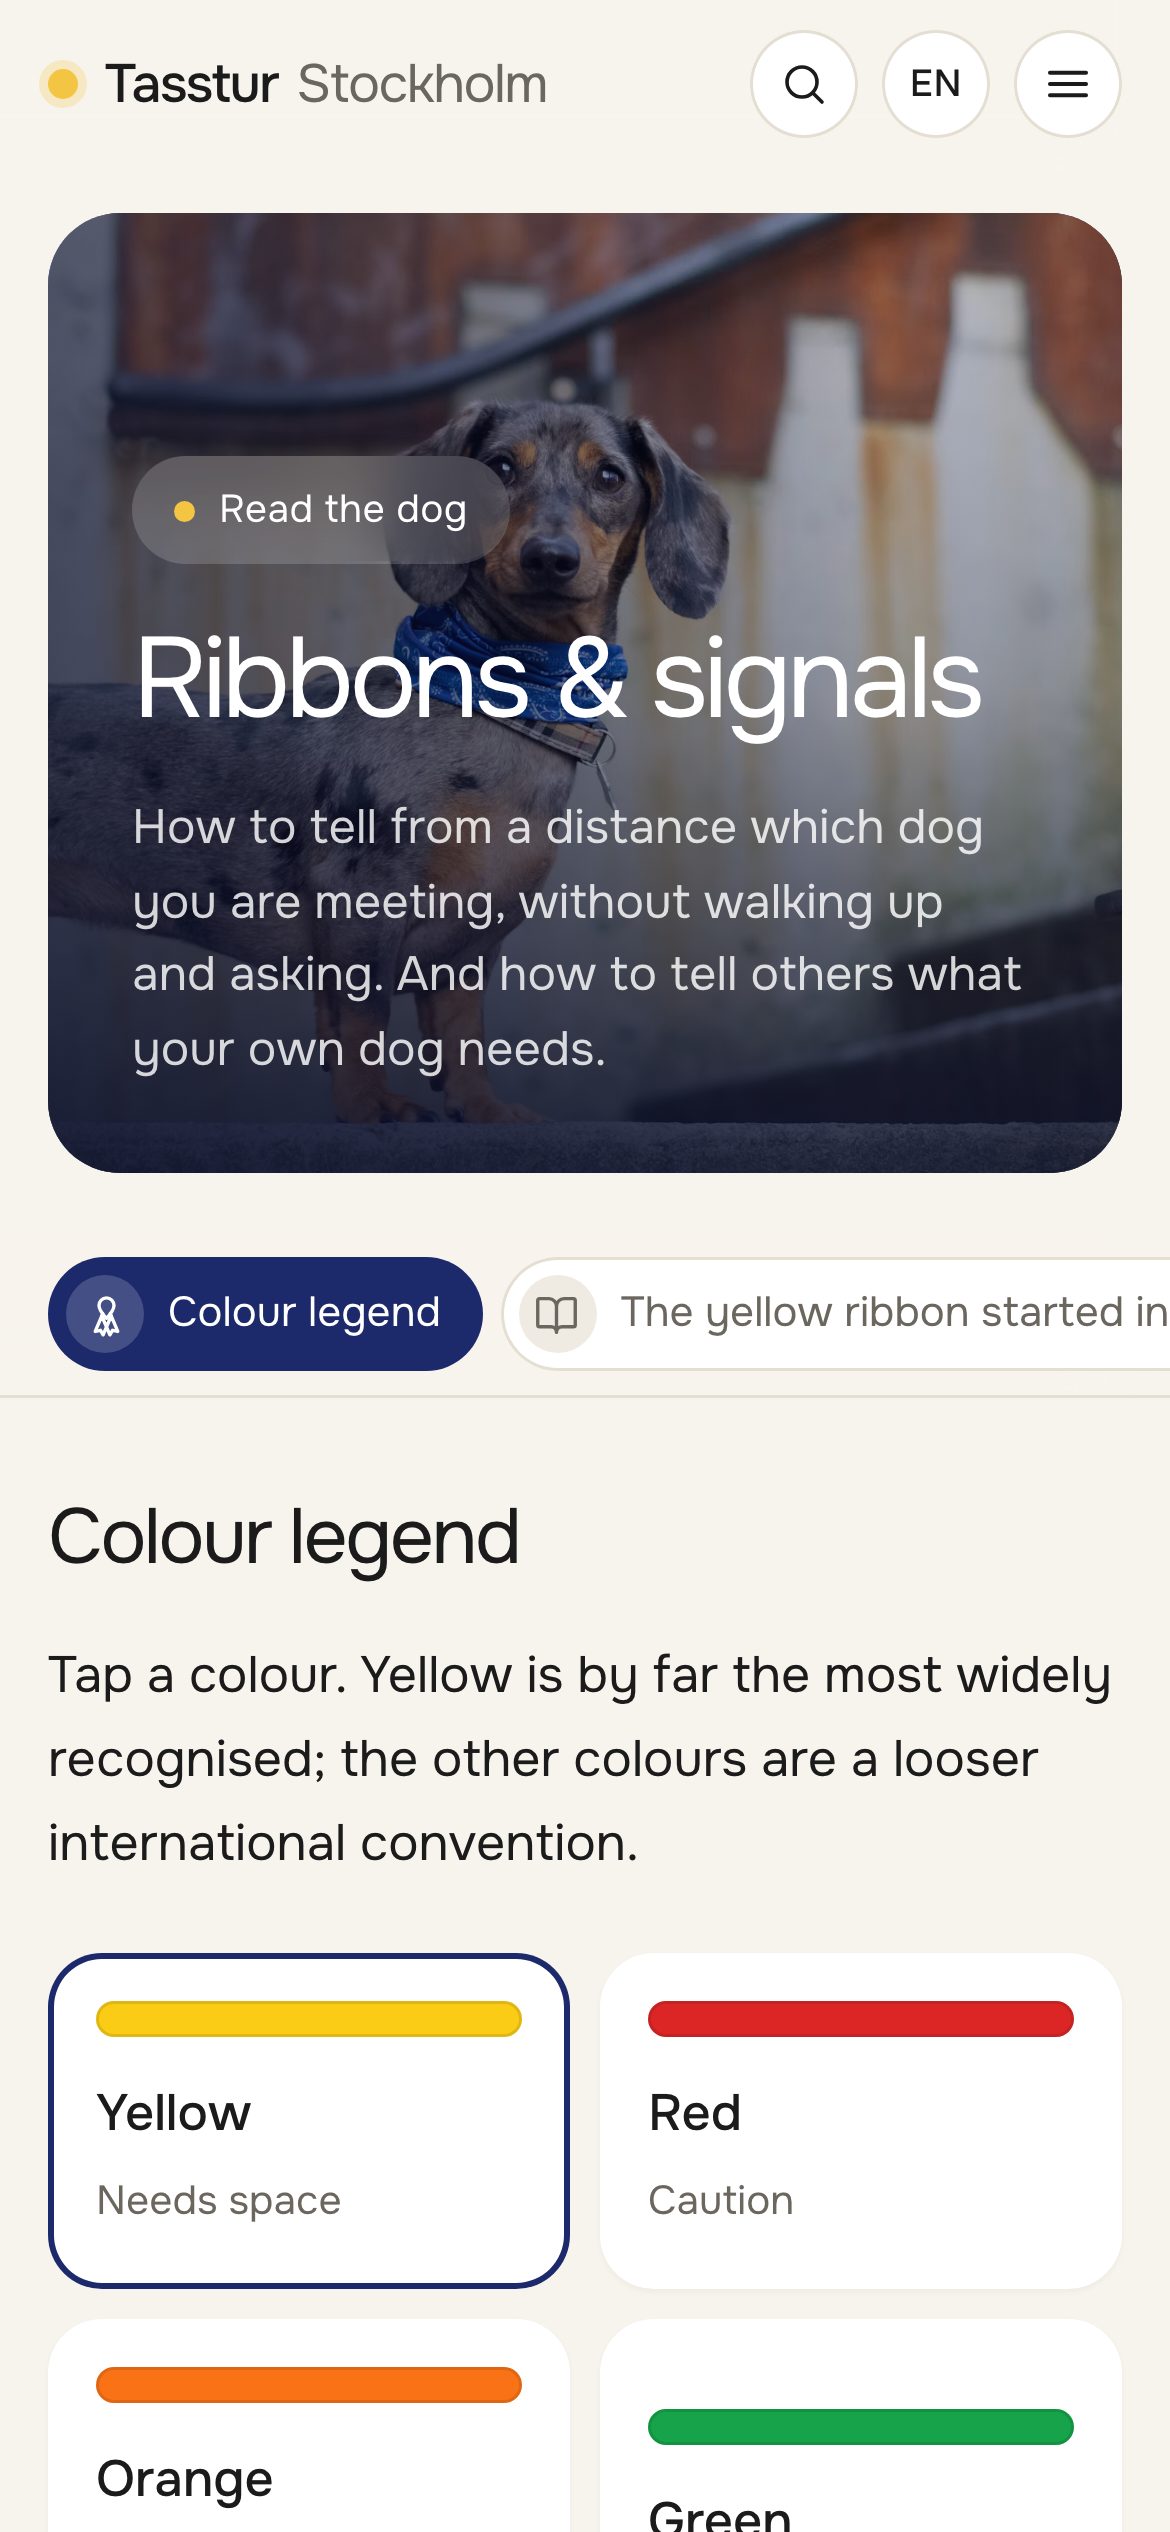 Tasstur Stockholm
EN
Read the dog
Ribbons & signals
How to tell from a distance which dog
you are meeting, without walking up
and asking. And how to tell others what
your own dog needs.
Colour legend
The yellow ribbon started in
Colour legend
Tap a colour. Yellow is by far the most widely
recognised; the other colours are a looser
international convention.
Yellow
Needs space
Red
Caution
Orange
Green